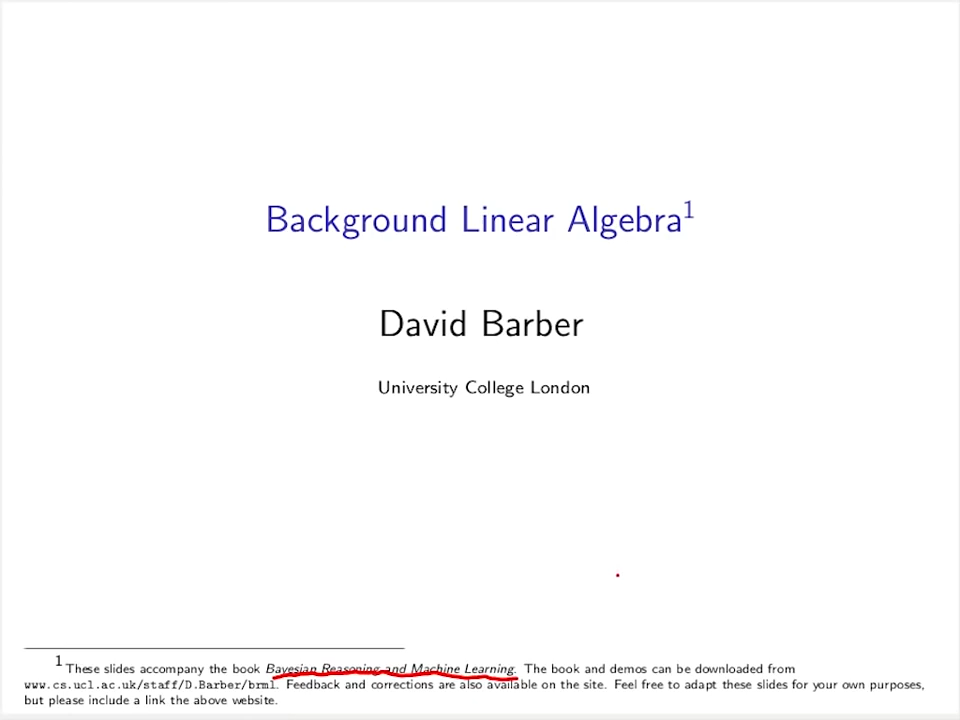 Background Linear Algebra1
David Barber
University College London
1These slides accompany the book Bayesian Reasoning and Machine Learning. The book and demos can be downloaded from
www.cs.ucl.ac.uk/staff/D.Barber/brml. Feedback and corrections are also available on the site. Feel free to adapt these slides for your own purposes,
but please include a link the above website.